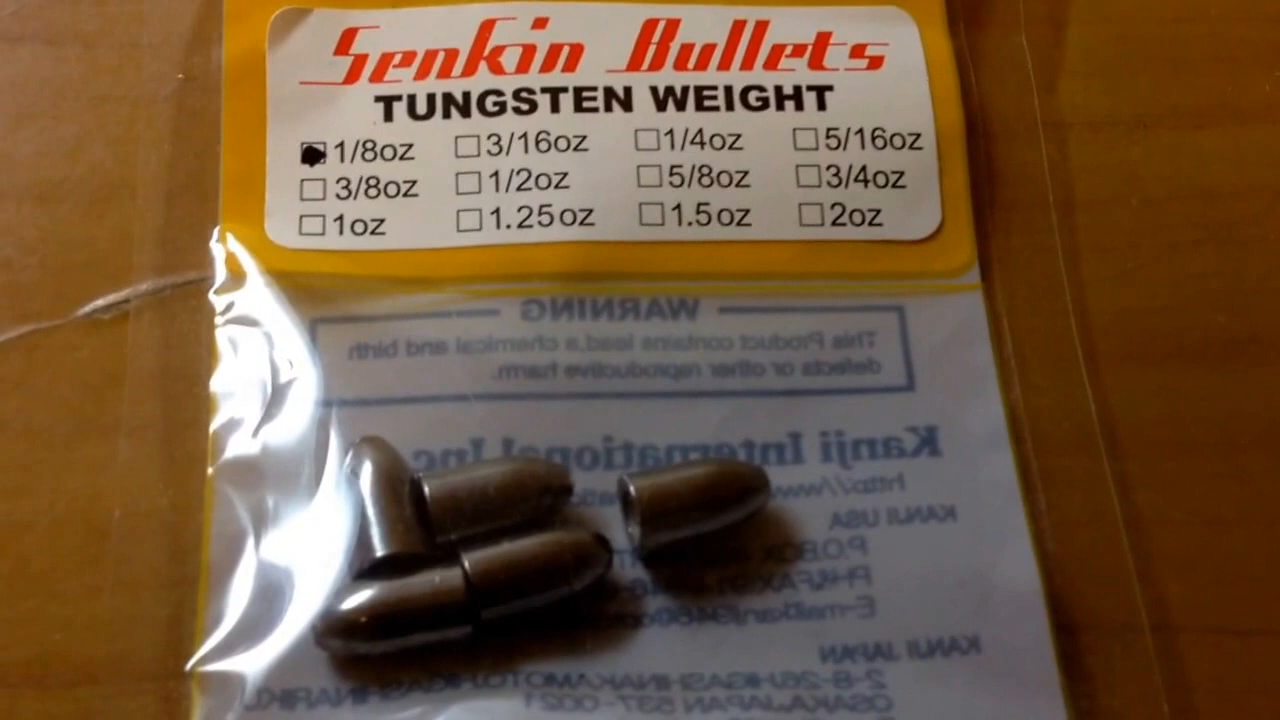 Senkin Bullets
TUNGSTEN WEIGHT
1/8oz 3/16oz 1/4oz 5/16oz
3/8oz 1/2oz 5/8oz 3/4oz
1oz 1.25oz 1.5oz 2oz
WARNING
This Product contains lead,a chemical and birth
defects or other reproductive harm.
Kanji International Inc.
http://www
KANJI USA
P.O.BOX
PH/FAX
E-mail:kanji
KANJI JAPAN
2-8-26,HIGASHINAKAMOTO,HIGASHINARIKU
OSAKA,JAPAN 537-0021